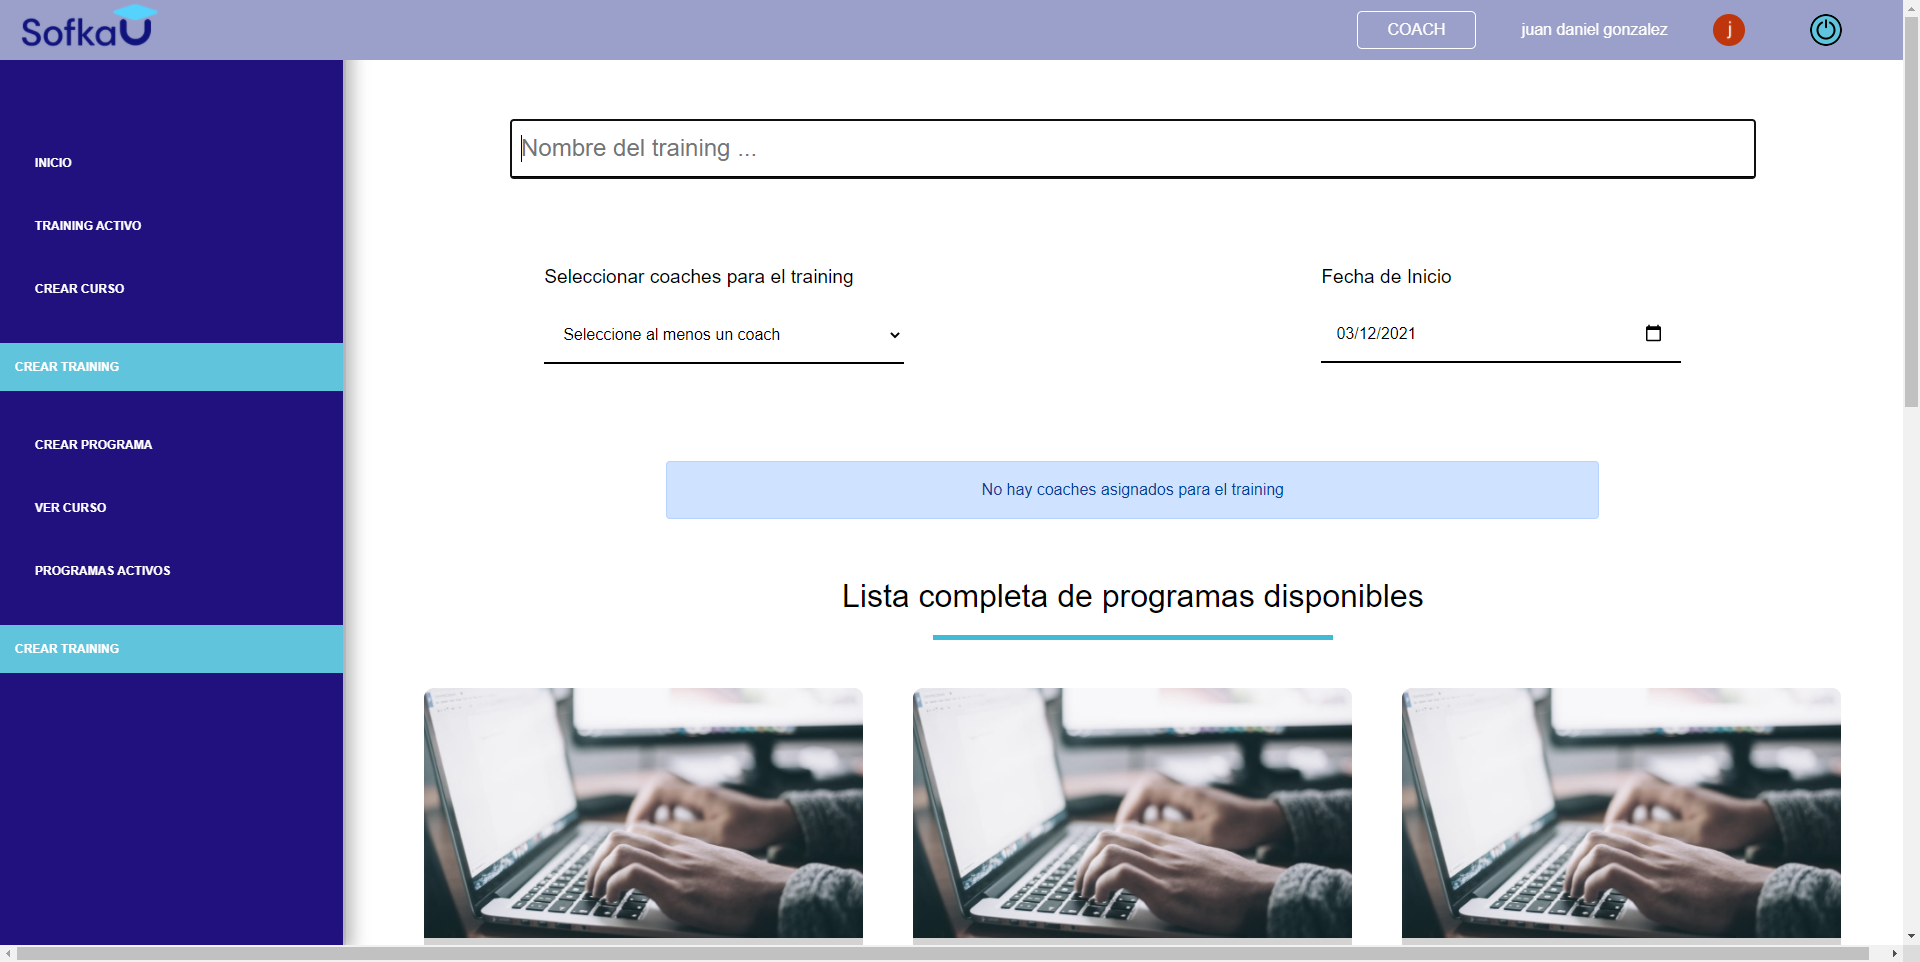 SofkaU
COACH
juan daniel gonzalez
j
INICIO
TRAINING ACTIVO
CREAR CURSO
CREAR TRAINING
CREAR PROGRAMA
VER CURSO
PROGRAMAS ACTIVOS
CREAR TRAINING
Nombre del training ...
Seleccionar coaches para el training
Seleccione al menos un coach
Fecha de Inicio
03/12/2021
No hay coaches asignados para el training
Lista completa de programas disponibles